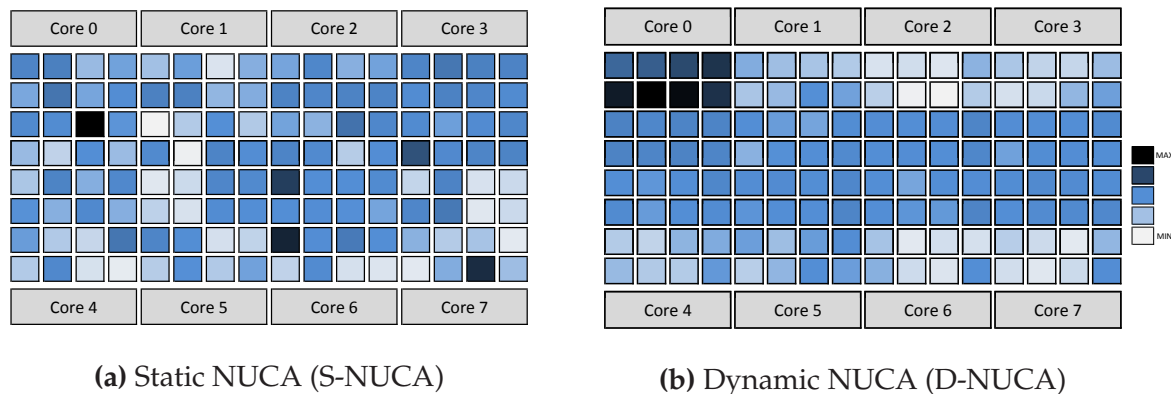 Core 0 Core 1 Core 2 Core 3
Core 4 Core 5 Core 6 Core 7
(a) Static NUCA (S-NUCA)
Core 0 Core 1 Core 2 Core 3
Core 4 Core 5 Core 6 Core 7
MAX
MIN
(b) Dynamic NUCA (D-NUCA)